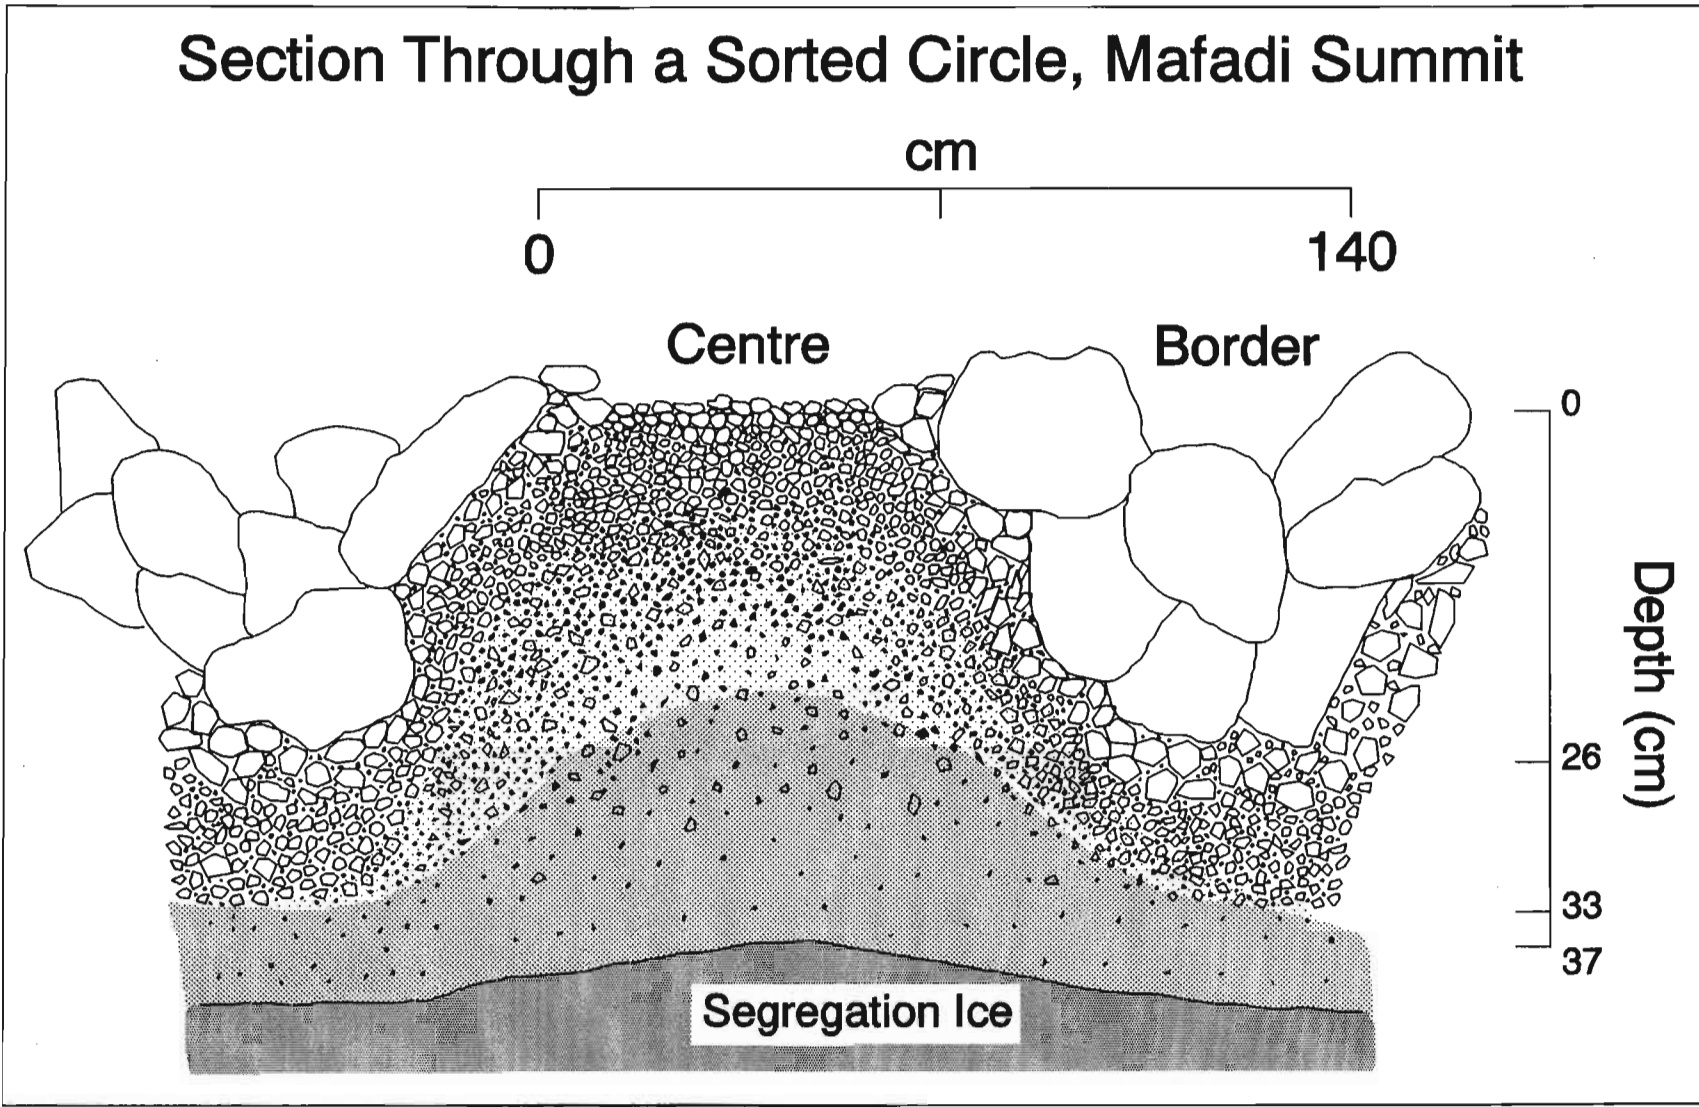 Section Through a Sorted Circle, Mafadi Summit
cm
0
140
Centre
Border
0
26
33
37
Depth (cm)
Segregation Ice